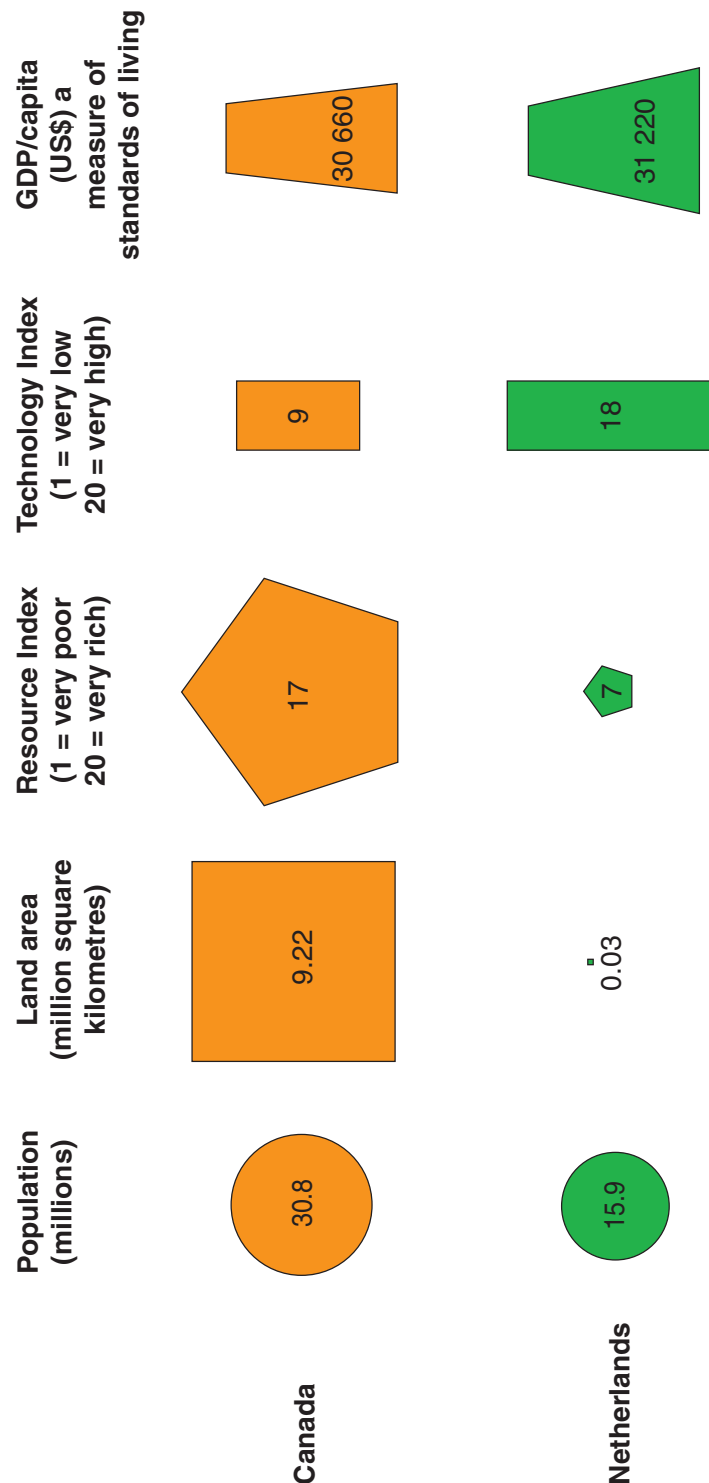 Population
(millions)
Land area
(million square
kilometres)
Resource Index
(1 = very poor
20 = very rich)
Technology Index
(1 = very low
20 = very high)
GDP/capita
(US$) a
measure of
standards of living
Canada
30.8
9.22
17
9
30 660
Netherlands
15.9
0.03
7
18
31 220